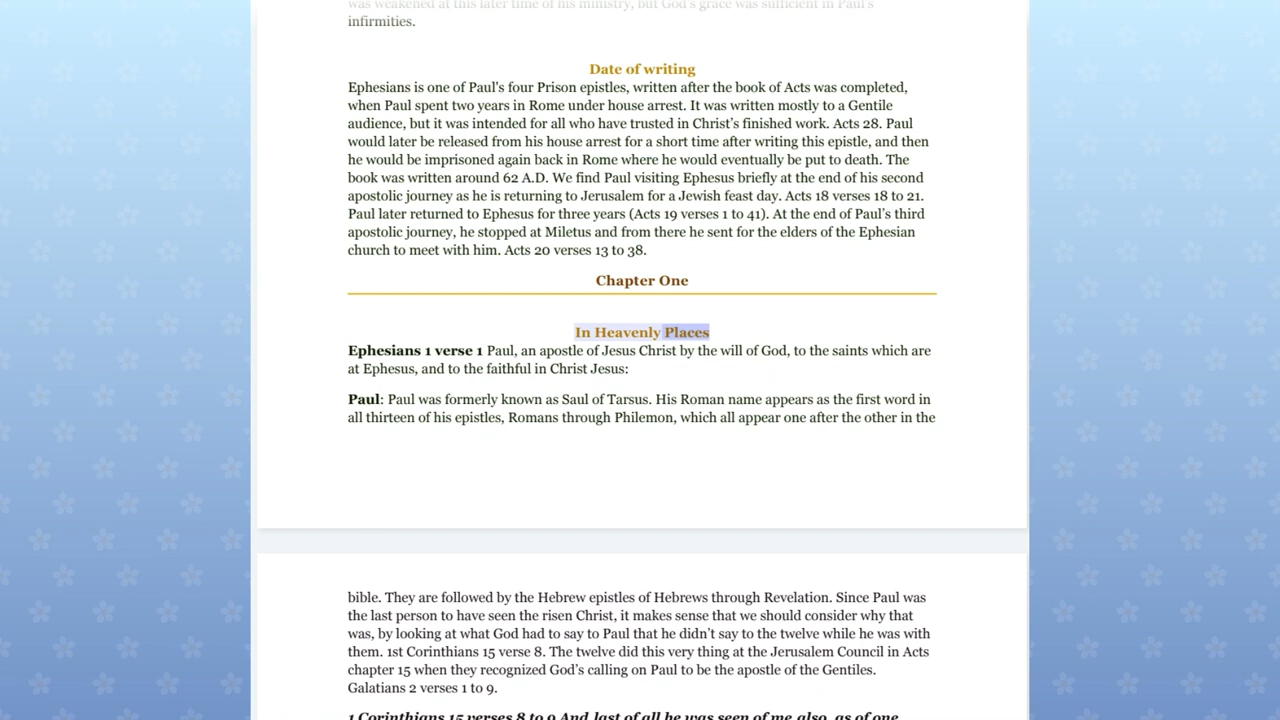 was weakened at this later time of his ministry, but God's grace was sufficient in Paul's
infirmities.
Date of writing
Ephesians is one of Paul's four Prison epistles, written after the book of Acts was completed,
when Paul spent two years in Rome under house arrest. It was written mostly to a Gentile
audience, but it was intended for all who have trusted in Christ's finished work. Acts 28. Paul
would later be released from his house arrest for a short time after writing this epistle, and then
he would be imprisoned again back in Rome where he would eventually be put to death. The
book was written around 62 A.D. We find Paul visiting Ephesus briefly at the end of his second
apostolic journey as he is returning to Jerusalem for a Jewish feast day. Acts 18 verses 18 to 21.
Paul later returned to Ephesus for three years (Acts 19 verses 1 to 41). At the end of Paul's third
apostolic journey, he stopped at Miletus and from there he sent for the elders of the Ephesian
church to meet with him. Acts 20 verses 13 to 38.
Chapter One
In Heavenly Places
Ephesians 1 verse 1 Paul, an apostle of Jesus Christ by the will of God, to the saints which are
at Ephesus, and to the faithful in Christ Jesus:
Paul: Paul was formerly known as Saul of Tarsus. His Roman name appears as the first word in
all thirteen of his epistles, Romans through Philemon, which all appear one after the other in the
bible. They are followed by the Hebrew epistles of Hebrews through Revelation. Since Paul was
the last person to have seen the risen Christ, it makes sense that we should consider why that
was, by looking at what God had to say to Paul that he didn't say to the twelve while he was with
them. 1st Corinthians 15 verse 8. The twelve did this very thing at the Jerusalem Council in Acts
chapter 15 when they recognized God's calling on Paul to be the apostle of the Gentiles.
Galatians 2 verses 1 to 9.
1 Corinthians 15 verses 8 to 9 And last of all he was seen of me also, as of one